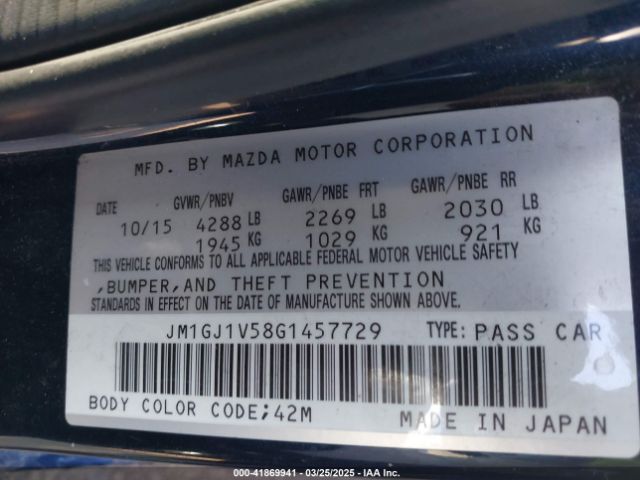 MFD. BY MAZDA MOTOR CORPORATION
DATE GVWR/PNBV GAWR/PNBE FRT GAWR/PNBE RR
10/15 4288 LB 2269 LB 2030 LB
1945 KG 1029 KG 921 KG
THIS VEHICLE CONFORMS TO ALL APPLICABLE FEDERAL MOTOR VEHICLE SAFETY
,BUMPER,AND THEFT PREVENTION
STANDARDS IN EFFECT ON THE DATE OF MANUFACTURE SHOWN ABOVE.
JM1GJ1V58G1457729 TYPE: PASS CAR
BODY COLOR CODE;42M MADE IN JAPAN
000-41869941 - 03/25/2025 - IAA Inc.